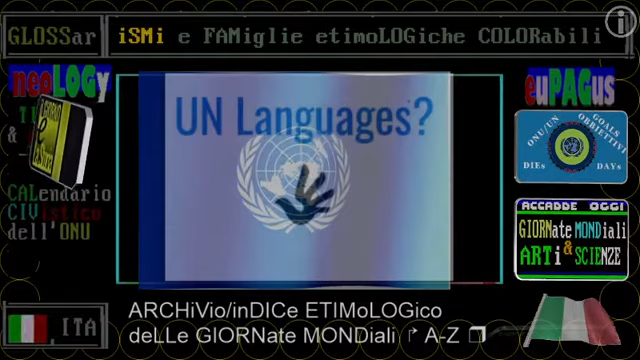 GLOSSar iSMi e FAMiglie etimoLOGiche COLORabili
neoLOGy
euPAGus
UN Languages?
ONU/UN GOALS OBBIETTIVI
DIEs DAYs
CALendario
CIVistico
dell'ONU
ACCADDE OGGI
GIORNate MONDiali
&
ARTi SCIENZE
ITA
ARCHiVio/inDICe ETIMoLOGico
deLLe GIORNate MONDiali A-Z